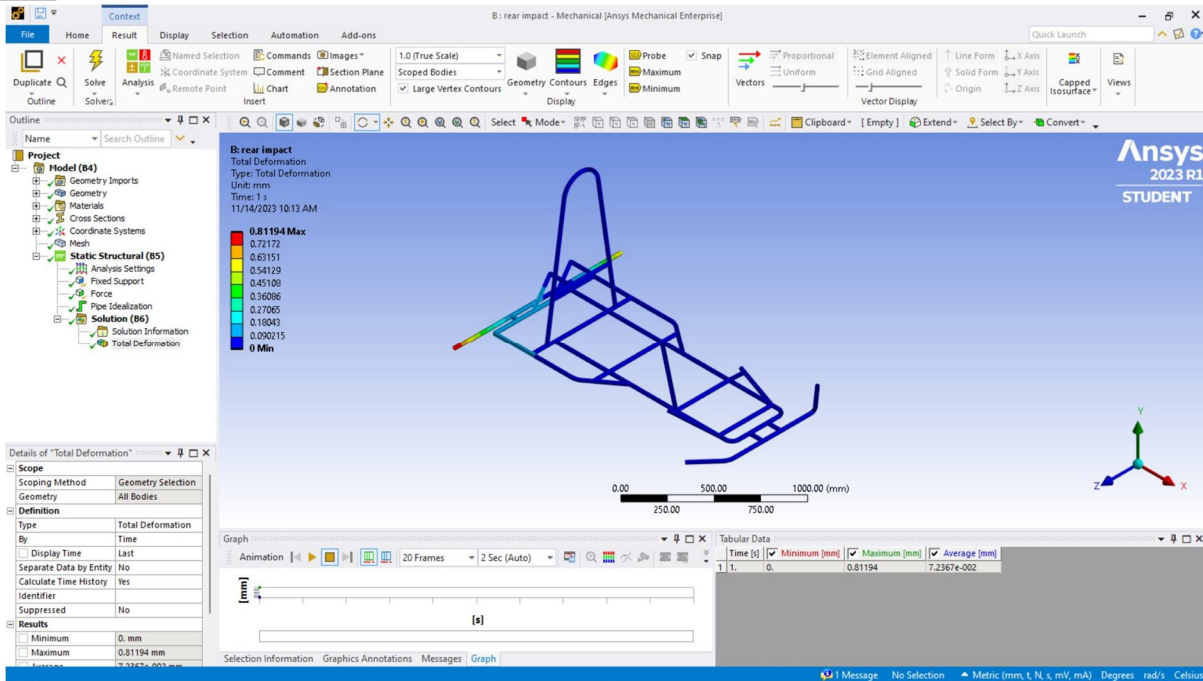 Context
B : rear impact - Mechanical [Ansys Mechanical Enterprise]
File Home Result Display Selection Automation Add-ons
Quick Launch
Duplicate Q
Outline
Solve
Solver
Analysis
Named Selection
Coordinate System
Remote Point
Commands
Comment
Chart
Images
Section Plane
Annotation
Insert
1.0 (True Scale)
Scoped Bodies
Large Vertex Contours
Geometry Contours Edges
Display
Probe
Maximum
Minimum
Snap
Vectors
Proportional
Uniform
Element Aligned
Grid Aligned
Line Form
Solid Form
Origin
X Axis
Y Axis
Z Axis
Vector Display
Capped
Isosurface
Views
Outline
Name Search Outline
Select Mode Clipboard [ Empty ] Extend Select By Convert
Project
Model (B4)
Geometry Imports
Geometry
Materials
Cross Sections
Coordinate Systems
Mesh
Static Structural (B5)
Analysis Settings
Fixed Support
Force
Pipe Idealization
Solution (B6)
Solution Information
Total Deformation
B: rear impact
Total Deformation
Type: Total Deformation
Unit: mm
Time: 1 s
11/14/2023 10:13 AM
0.81194 Max
0.72172
0.63151
0.54129
0.45108
0.36086
0.27065
0.18043
0.090215
0 Min
Ansys
2023 R1
STUDENT
Y
Z
X
0.00 500.00 1000.00 (mm)
250.00 750.00
Details of "Total Deformation"
Scope
Scoping Method Geometry Selection
Geometry All Bodies
Definition
Type Total Deformation
By Time
Display Time Last
Separate Data by Entity No
Calculate Time History Yes
Identifier
Suppressed No
Results
Minimum 0. mm
Maximum 0.81194 mm
Average 7.2367e-002 mm
Graph
Animation 20 Frames 2 Sec (Auto)
[mm]
[s]
Selection Information Graphics Annotations Messages Graph
Tabular Data
Time [s] Minimum [mm] Maximum [mm] Average [mm]
1 1. 0. 0.81194 7.2367e-002
1 Message No Selection Metric (mm, t, N, s, mV, mA) Degrees rad/s Celsius